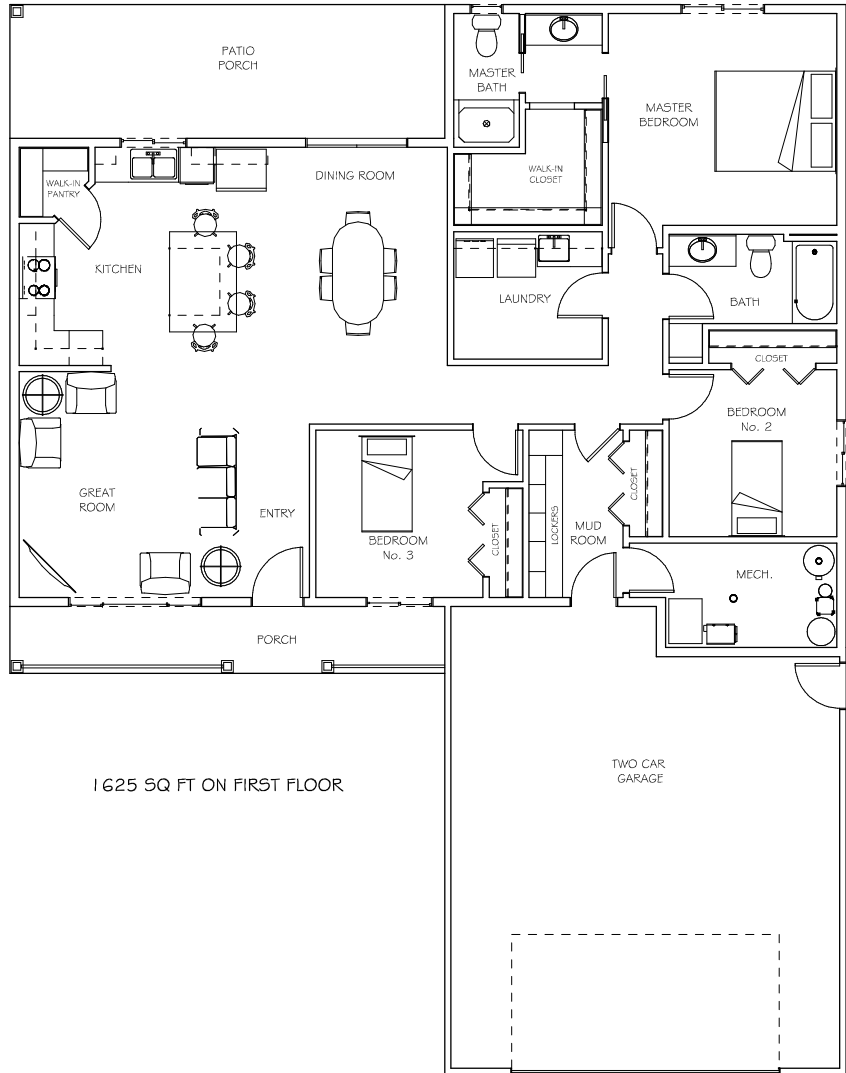 PATIO
PORCH
MASTER
BATH
MASTER
BEDROOM
WALK-IN
CLOSET
WALK-IN
PANTRY
DINING ROOM
KITCHEN
LAUNDRY
BATH
CLOSET
BEDROOM
No. 2
GREAT
ROOM
ENTRY
BEDROOM
No. 3
CLOSET
LOCKERS
MUD
ROOM
CLOSET
MECH.
PORCH
TWO CAR
GARAGE
1625 SQ FT ON FIRST FLOOR